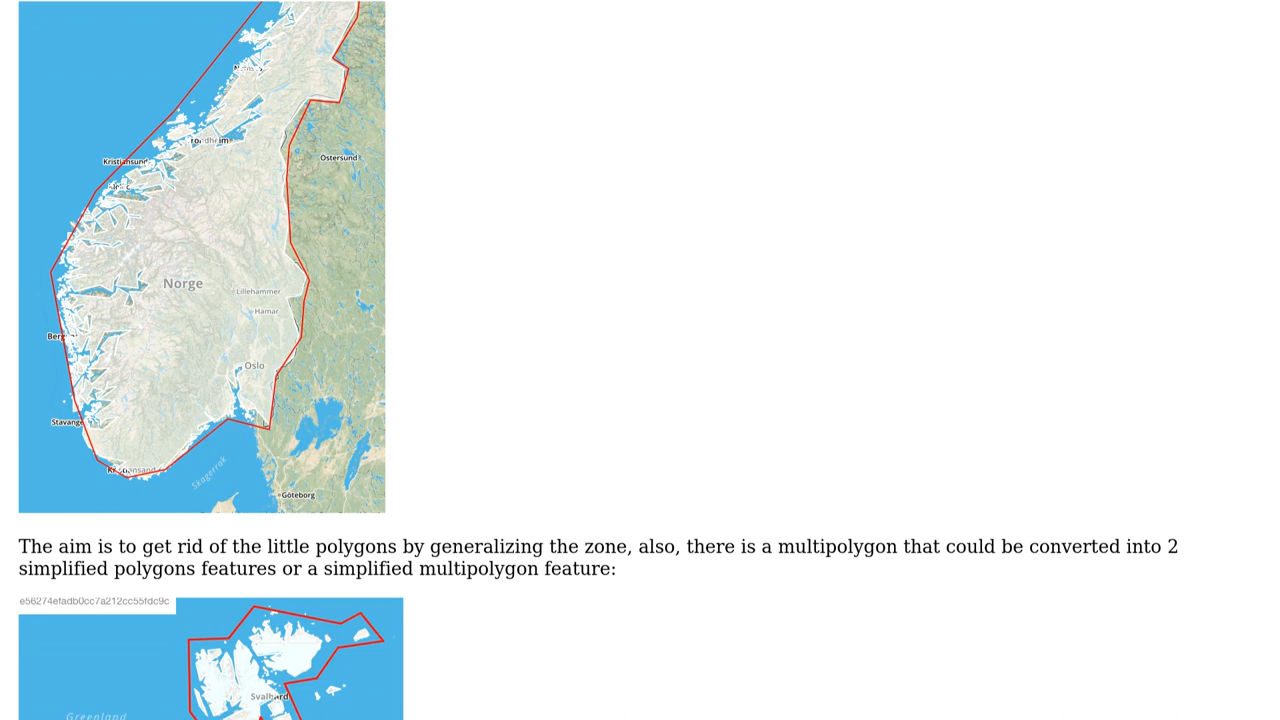 Östersund
Kristiansund
Norge
Lillehammer
Hamar
Oslo
Skagerrak
Göteborg
The aim is to get rid of the little polygons by generalizing the zone, also, there is a multipolygon that could be converted into 2
simplified polygons features or a simplified multipolygon feature:
e56274efadb0cc7a212cc55fdc9c
Svalbard
Greenland